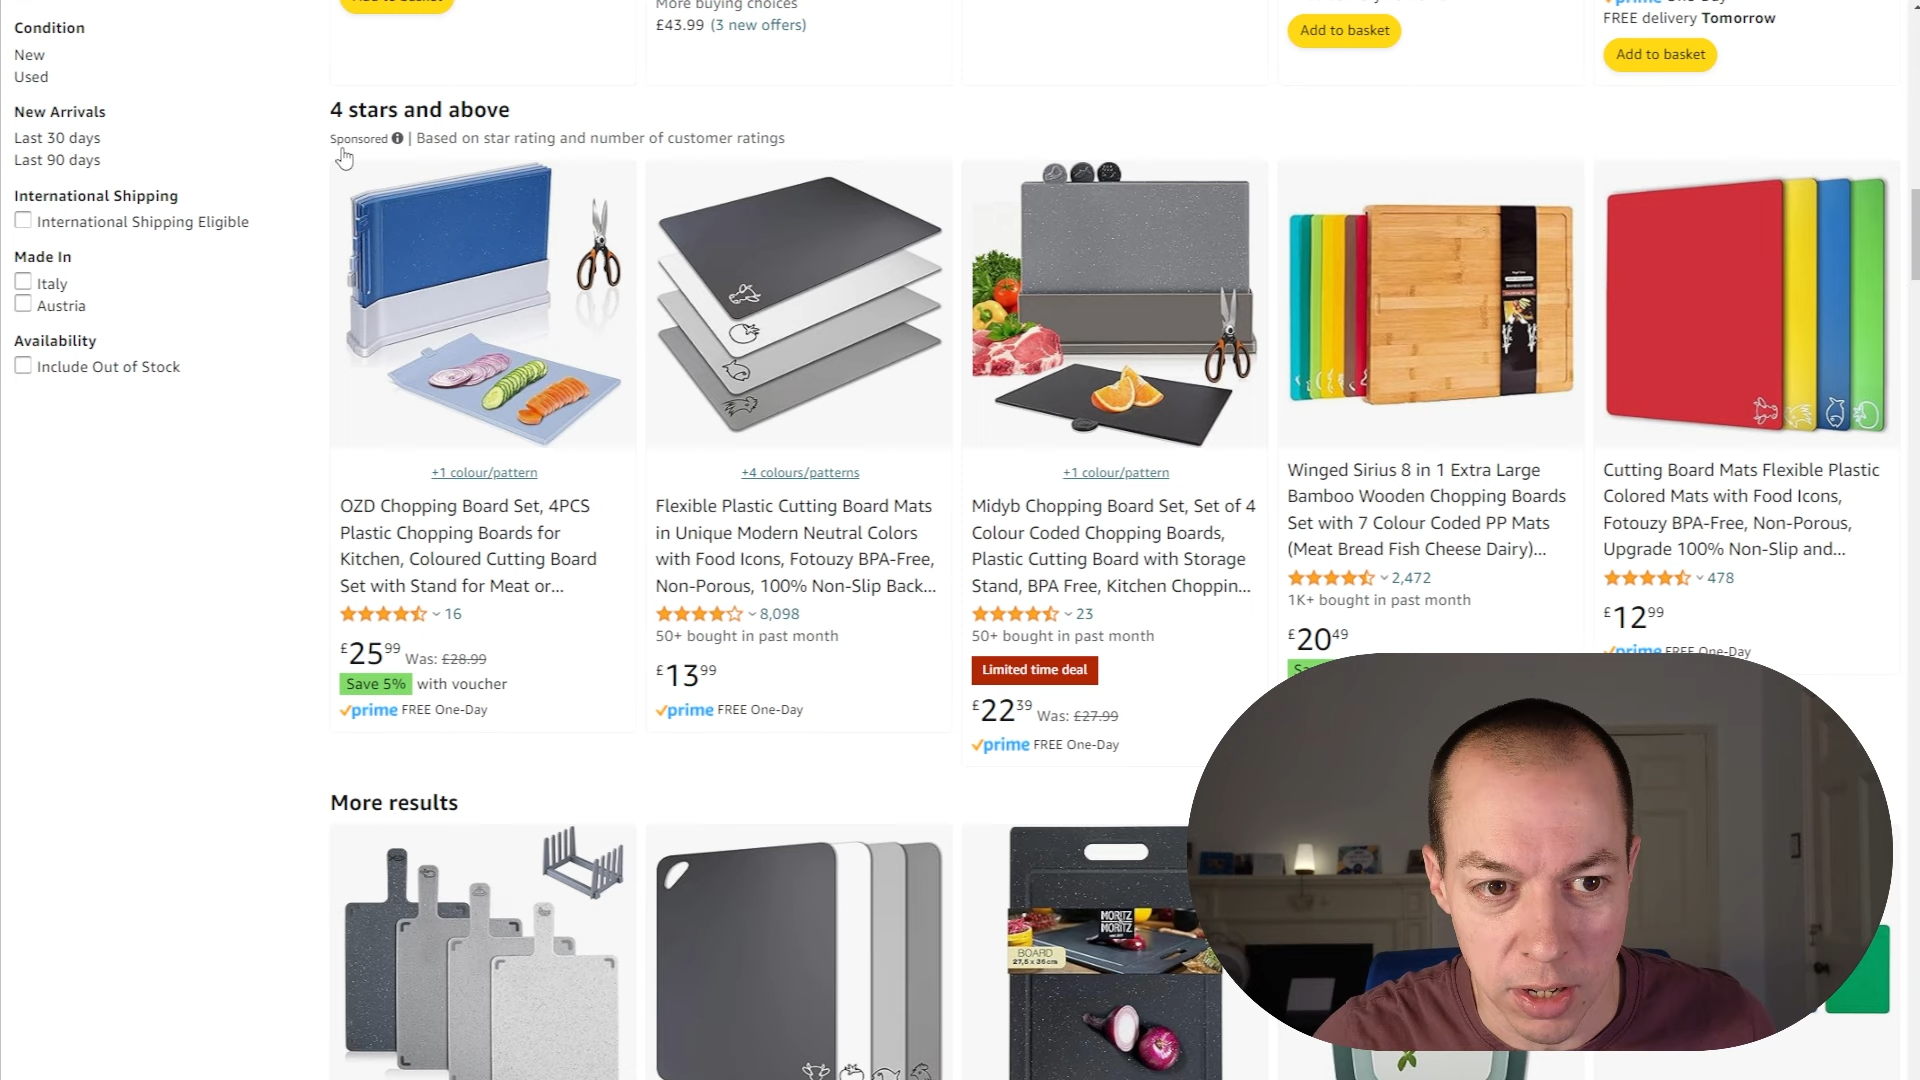 Condition
New
Used
New Arrivals
Last 30 days
Last 90 days
International Shipping
International Shipping Eligible
Made In
Italy
Austria
Availability
Include Out of Stock
More buying choices
£43.99 (3 new offers)
Add to basket
FREE delivery Tomorrow
Add to basket
4 stars and above
Sponsored | Based on star rating and number of customer ratings
+1 colour/pattern
OZD Chopping Board Set, 4PCS
Plastic Chopping Boards for
Kitchen, Coloured Cutting Board
Set with Stand for Meat or...
16
£25.99 Was: £28.99
Save 5% with voucher
prime FREE One-Day
+4 colours/patterns
Flexible Plastic Cutting Board Mats
in Unique Modern Neutral Colors
with Food Icons, Fotouzy BPA-Free,
Non-Porous, 100% Non-Slip Back...
8,098
50+ bought in past month
£13.99
prime FREE One-Day
+1 colour/pattern
Midyb Chopping Board Set, Set of 4
Colour Coded Chopping Boards,
Plastic Cutting Board with Storage
Stand, BPA Free, Kitchen Choppin...
23
50+ bought in past month
Limited time deal
£22.39 Was: £27.99
prime FREE One-Day
Winged Sirius 8 in 1 Extra Large
Bamboo Wooden Chopping Boards
Set with 7 Colour Coded PP Mats
(Meat Bread Fish Cheese Dairy)...
2,472
1K+ bought in past month
£20.49
Cutting Board Mats Flexible Plastic
Colored Mats with Food Icons,
Fotouzy BPA-Free, Non-Porous,
Upgrade 100% Non-Slip and...
478
£12.99
prime FREE One-Day
More results
MORITZ
MORITZ
BOARD
27,5 x 36 cm